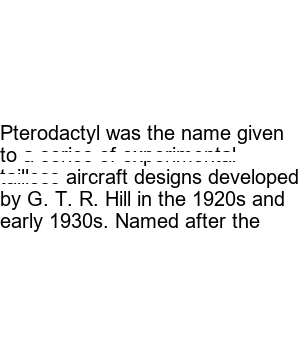 Pterodactyl was the name given
to a series of experimental
tailless aircraft designs developed
by G. T. R. Hill in the 1920s and
early 1930s. Named after the